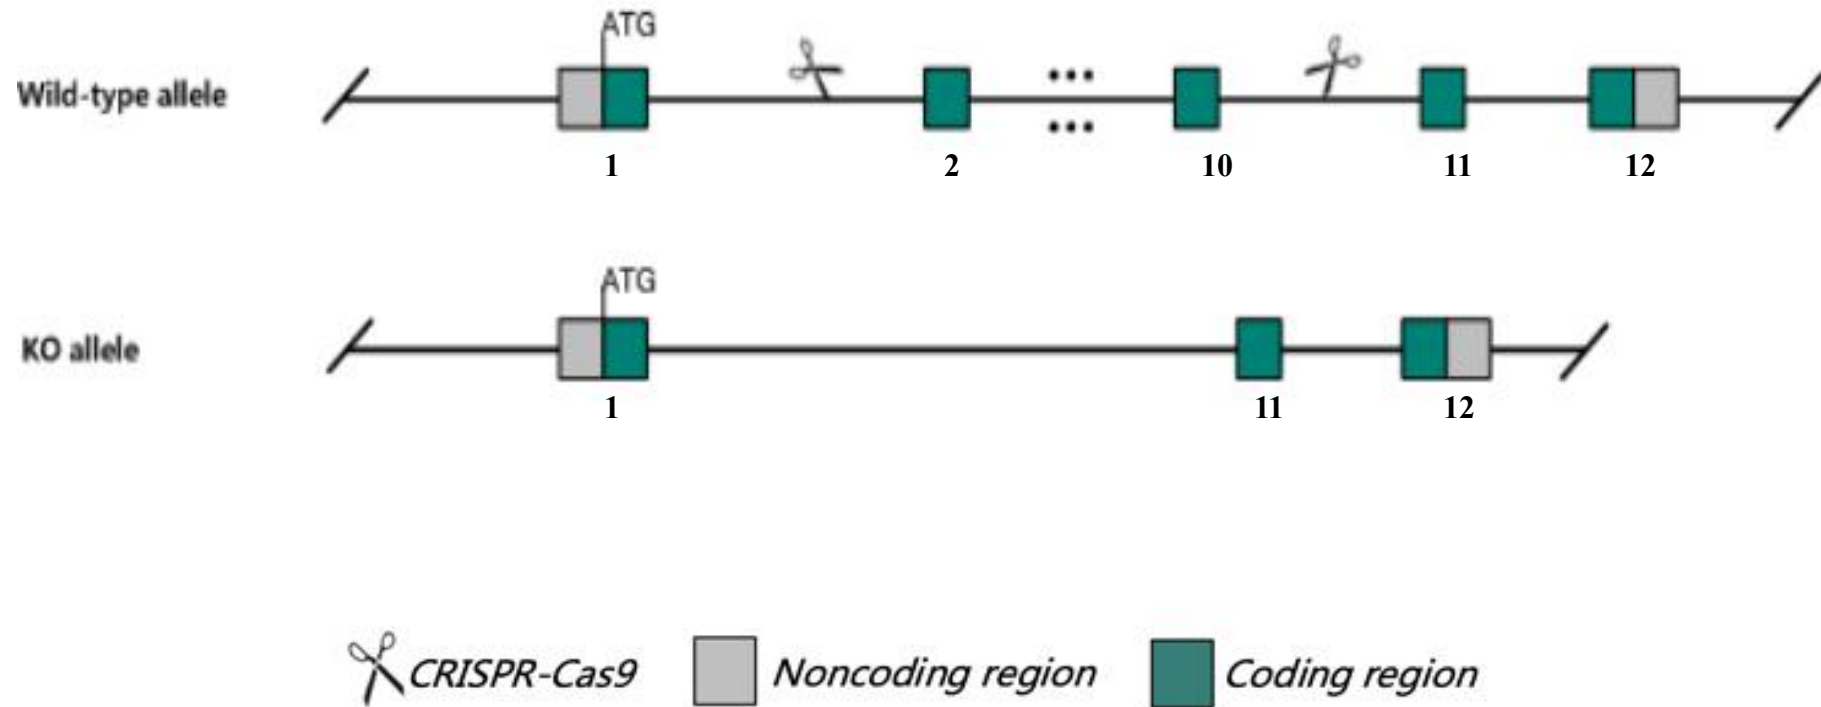 ATG
Wild-type allele
... 
...
1 2 10 11 12
ATG
KO allele
1 11 12
CRISPR-Cas9 Noncoding region Coding region